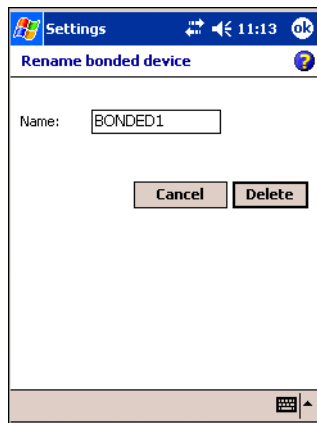 Settings 11:13 ok
Rename bonded device ?
Name: BONDED1
Cancel Delete